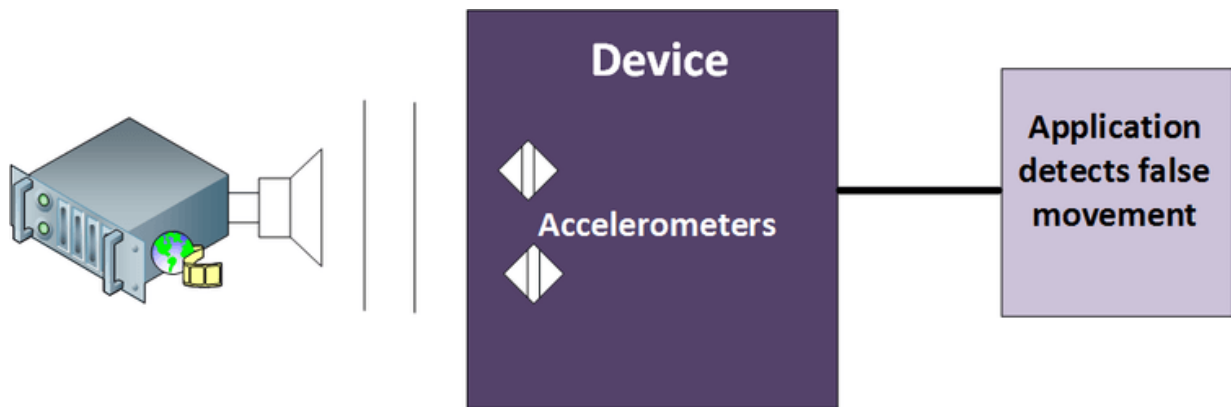 Device
Accelerometers
Application
detects false
movement